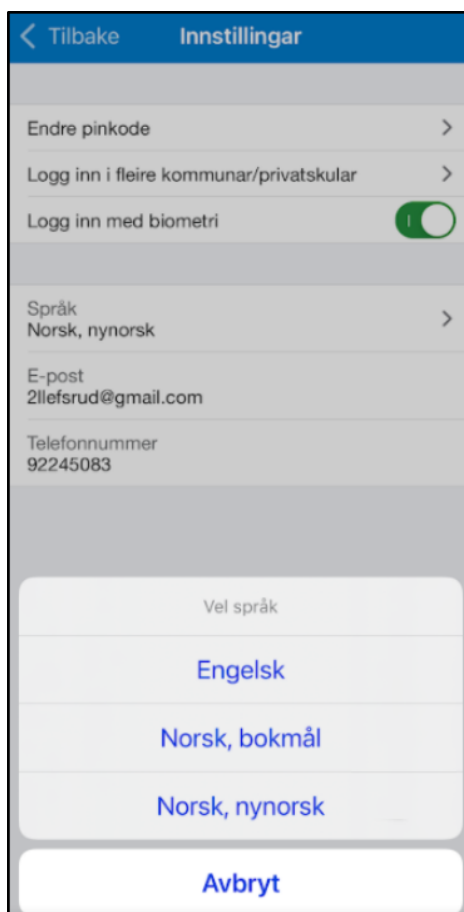 Tilbake Innstillingar
Endre pinkode
Logg inn i fleire kommunar/privatskular
Logg inn med biometri
Språk
Norsk, nynorsk
E-post
2llefsrud@gmail.com
Telefonnummer
92245083
Vel språk
Engelsk
Norsk, bokmål
Norsk, nynorsk
Avbryt